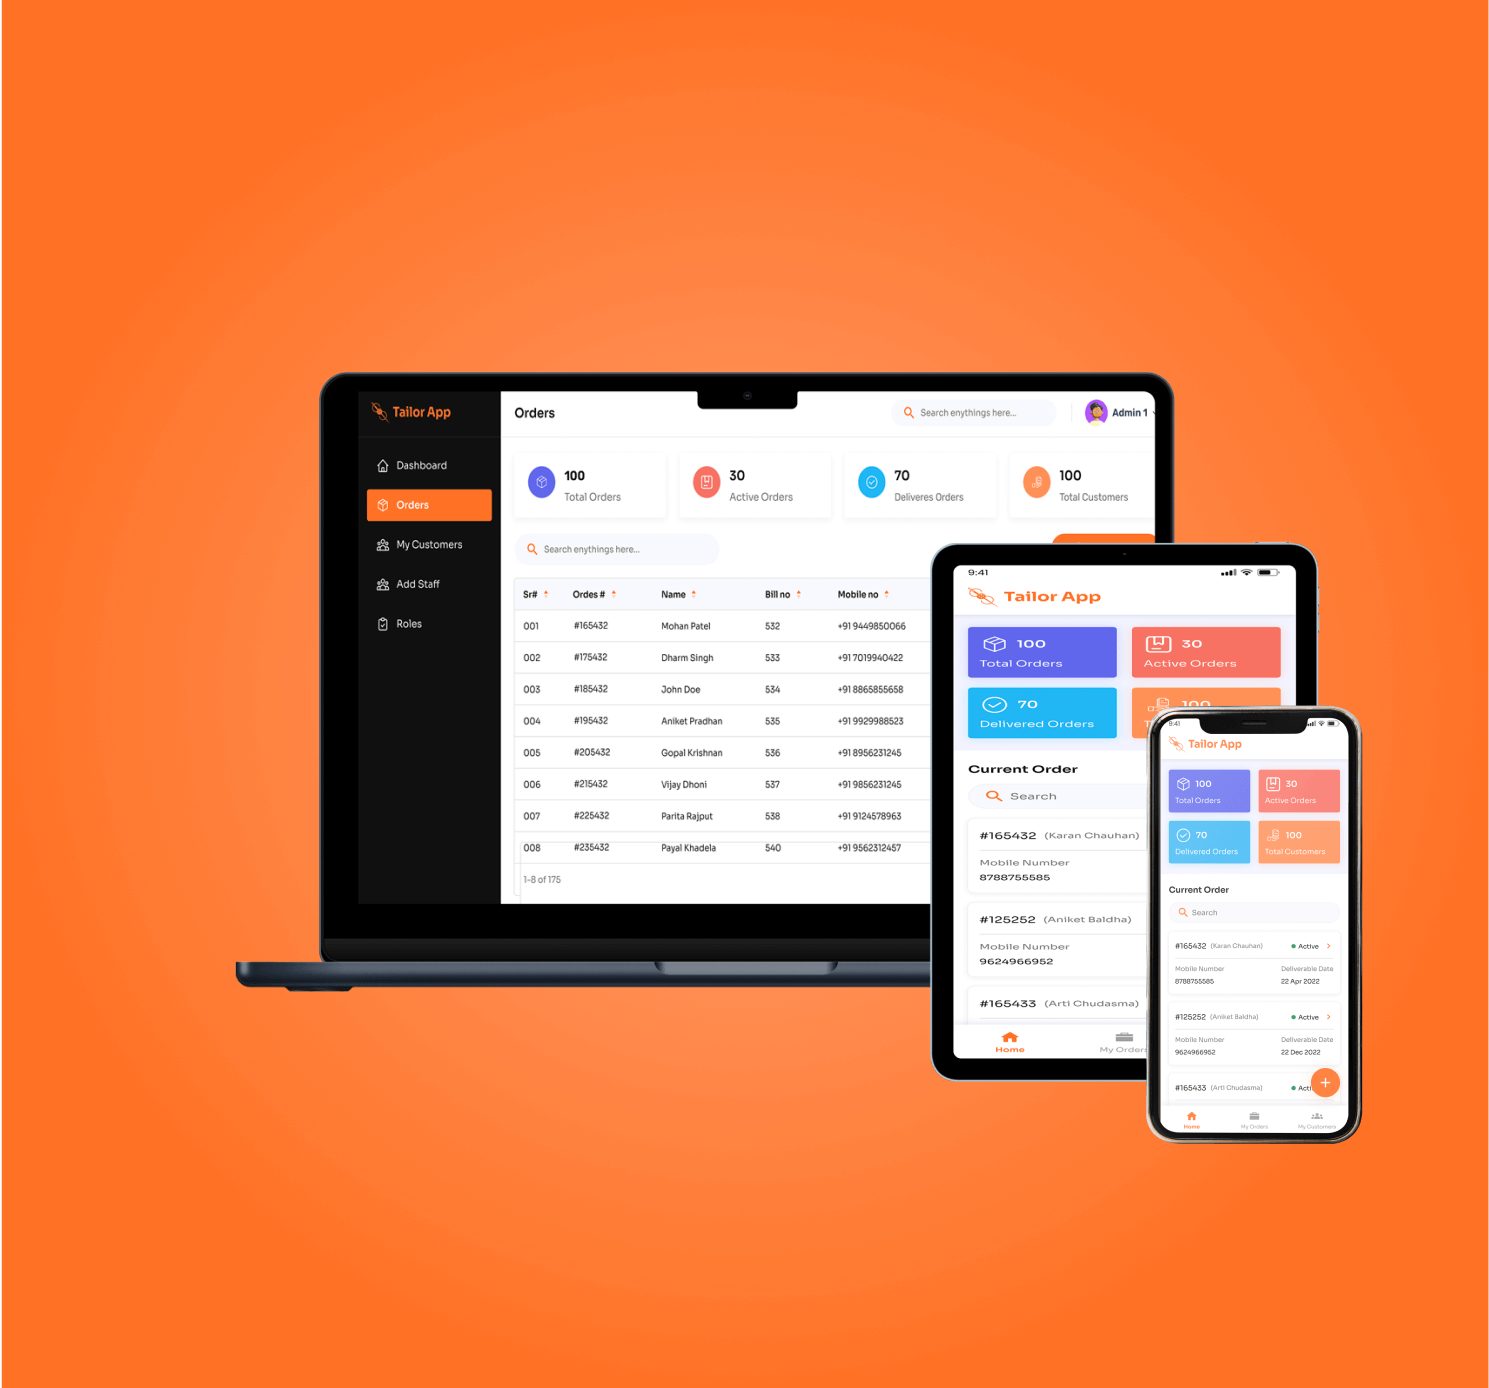 Tailor App
Dashboard
Orders
My Customers
Add Staff
Roles
Orders
Search enythings here...
Admin 1
100
Total Orders
30
Active Orders
70
Deliveres Orders
100
Total Customers
Search enythings here...
Sr# Ordes # Name Bill no Mobile no
001 #165432 Mohan Patel 532 +91 9449850066
002 #175432 Dharm Singh 533 +91 7019940422
003 #185432 John Doe 534 +91 8865855658
004 #195432 Aniket Pradhan 535 +91 9929988523
005 #205432 Gopal Krishnan 536 +91 8956231245
006 #215432 Vijay Dhoni 537 +91 9856231245
007 #225432 Parita Rajput 538 +91 9124578963
008 #235432 Payal Khadela 540 +91 9562312457
1-8 of 175
9:41
Tailor App
100
Total Orders
30
Active Orders
70
Delivered Orders
100
Current Order
Search
#165432 (Karan Chauhan)
Mobile Number
8788755585
#125252 (Aniket Baldha)
Mobile Number
9624966952
#165433 (Arti Chudasma)
Home
My Orders
9:41
Tailor App
100
Total Orders
30
Active Orders
70
Delivered Orders
100
Total Customers
Current Order
Search
#165432 (Karan Chauhan) Active
Mobile Number Deliverable Date
8788755585 22 Apr 2022
#125252 (Aniket Baldha) Active
Mobile Number Deliverable Date
9624966952 22 Dec 2022
#165433 (Arti Chudasma) Acti
Home My Orders My Customers